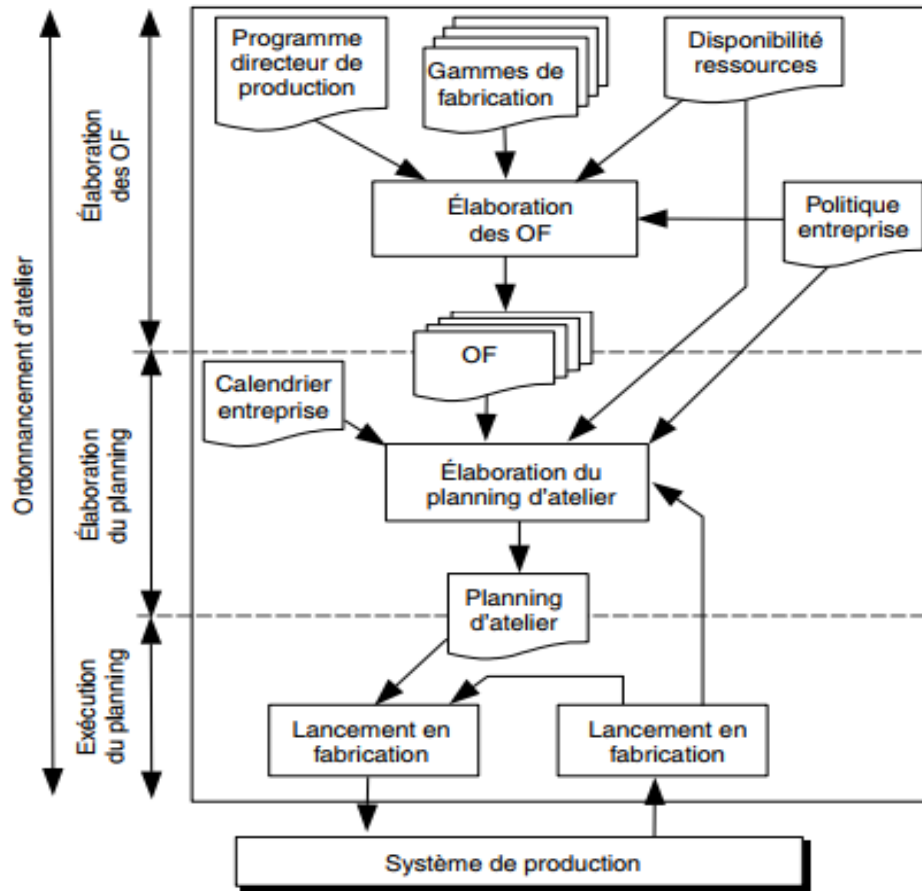 Programme
directeur de
production
Gammes de
fabrication
Disponibilité
ressources
Élaboration
des OF
Élaboration
des OF
Politique
entreprise
Ordonnancement d'atelier
OF
Calendrier
entreprise
Élaboration
du planning
Élaboration du
planning d'atelier
Planning
d'atelier
Exécution
du planning
Lancement en
fabrication
Lancement en
fabrication
Système de production